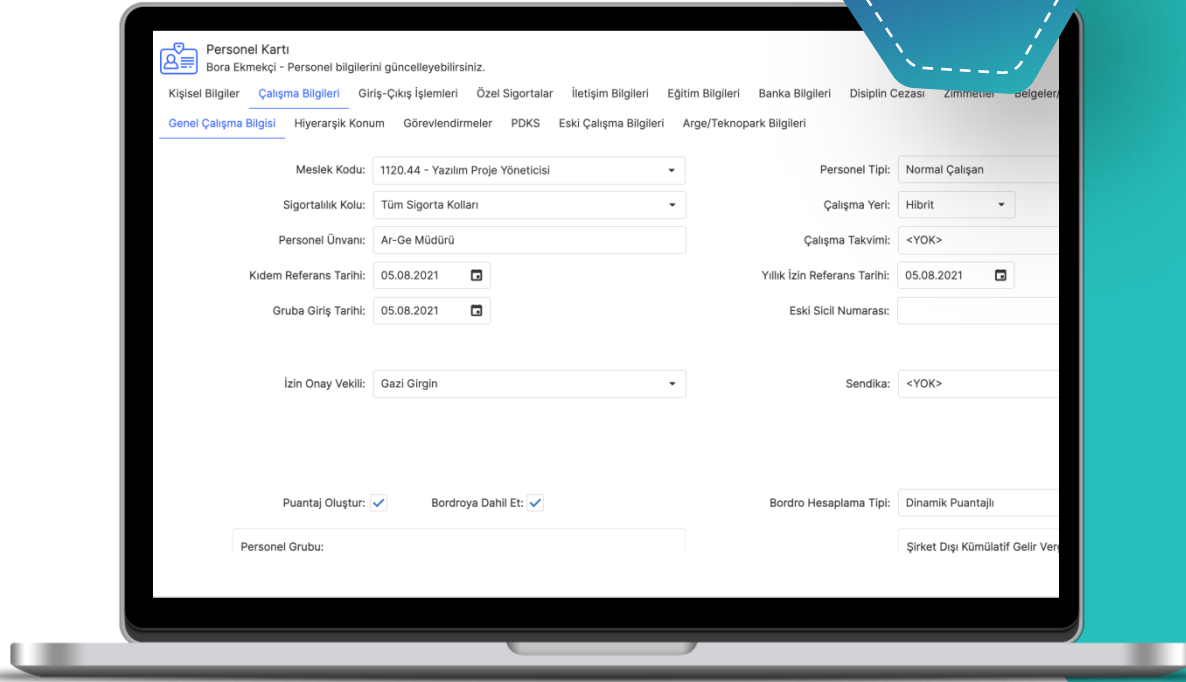 Personel Kartı
Bora Ekmekçi - Personel bilgilerini güncelleyebilirsiniz.
Kişisel Bilgiler Çalışma Bilgileri Giriş-Çıkış İşlemleri Özel Sigortalar İletişim Bilgileri Eğitim Bilgileri Banka Bilgileri Disiplin Cezası Zimmetler Belgeler/
Genel Çalışma Bilgisi Hiyerarşik Konum Görevlendirmeler PDKS Eski Çalışma Bilgileri Arge/Teknopark Bilgileri
Meslek Kodu: 1120.44 - Yazılım Proje Yöneticisi Personel Tipi: Normal Çalışan
Sigortalılık Kolu: Tüm Sigorta Kolları Çalışma Yeri: Hibrit
Personel Ünvanı: Ar-Ge Müdürü Çalışma Takvimi: <YOK>
Kıdem Referans Tarihi: 05.08.2021 Yıllık İzin Referans Tarihi: 05.08.2021
Gruba Giriş Tarihi: 05.08.2021 Eski Sicil Numarası:
İzin Onay Vekili: Gazi Girgin Sendika: <YOK>
Puantaj Oluştur: Bordroya Dahil Et: Bordro Hesaplama Tipi: Dinamik Puantajlı
Personel Grubu: Şirket Dışı Kümülatif Gelir Verg